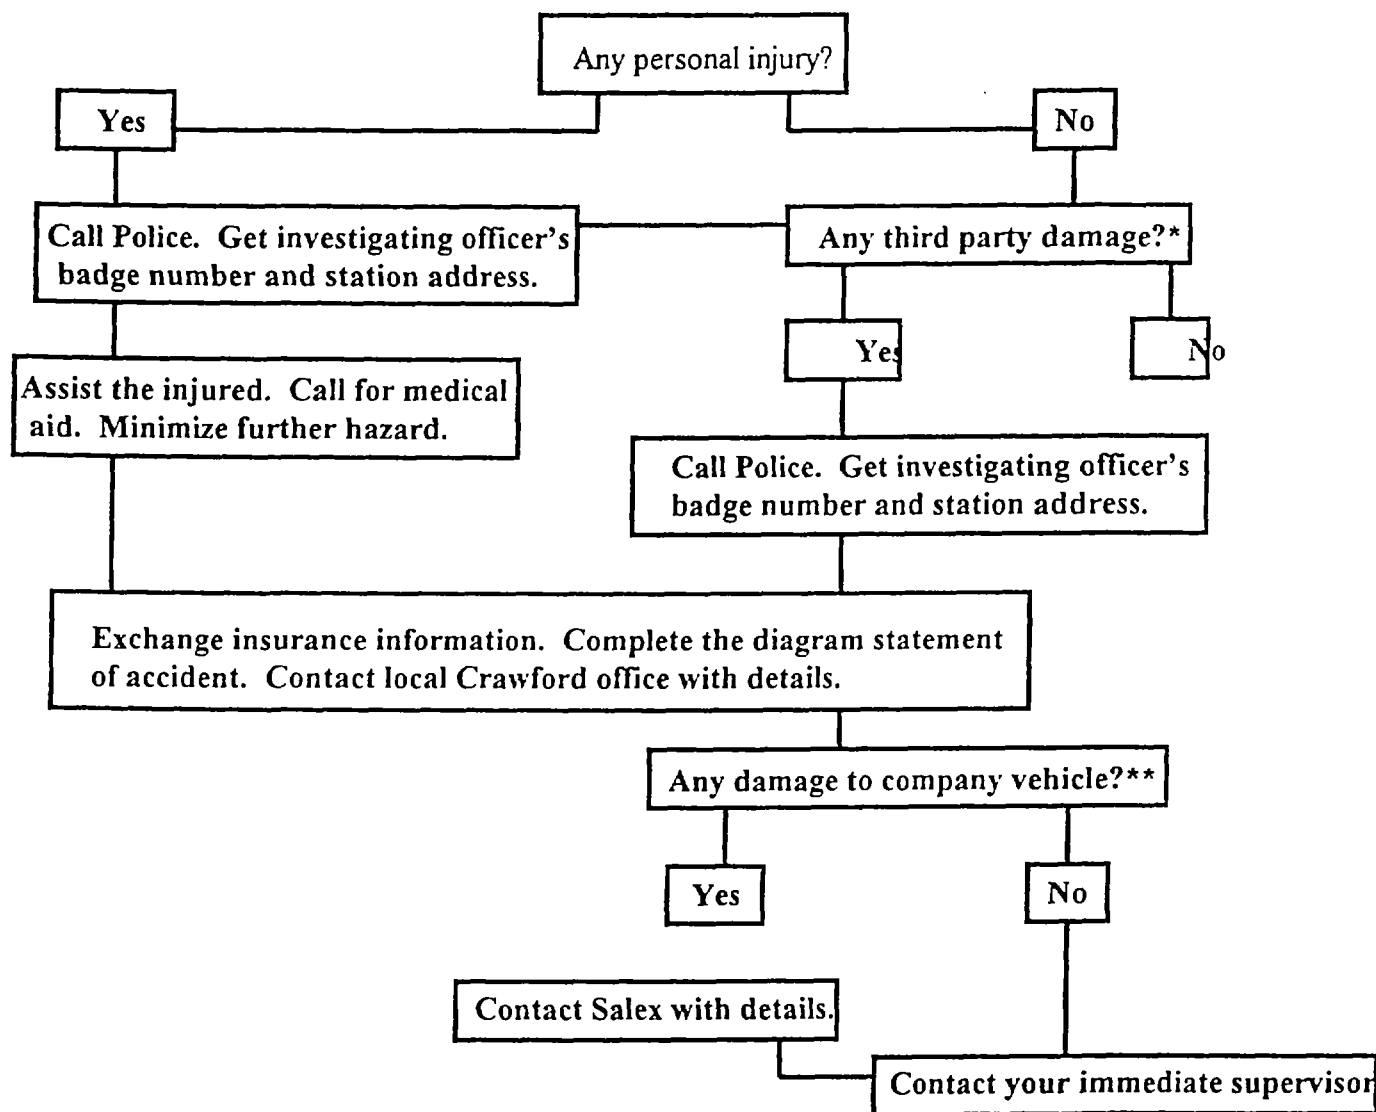 Any personal injury?
Yes
No
Call Police. Get investigating officer's
badge number and station address.
Any third party damage?*
Yes
No
Assist the injured. Call for medical
aid. Minimize further hazard.
Call Police. Get investigating officer's
badge number and station address.
Exchange insurance information. Complete the diagram statement
of accident. Contact local Crawford office with details.
Any damage to company vehicle?**
Yes
No
Contact Salex with details.
Contact your immediate supervisor